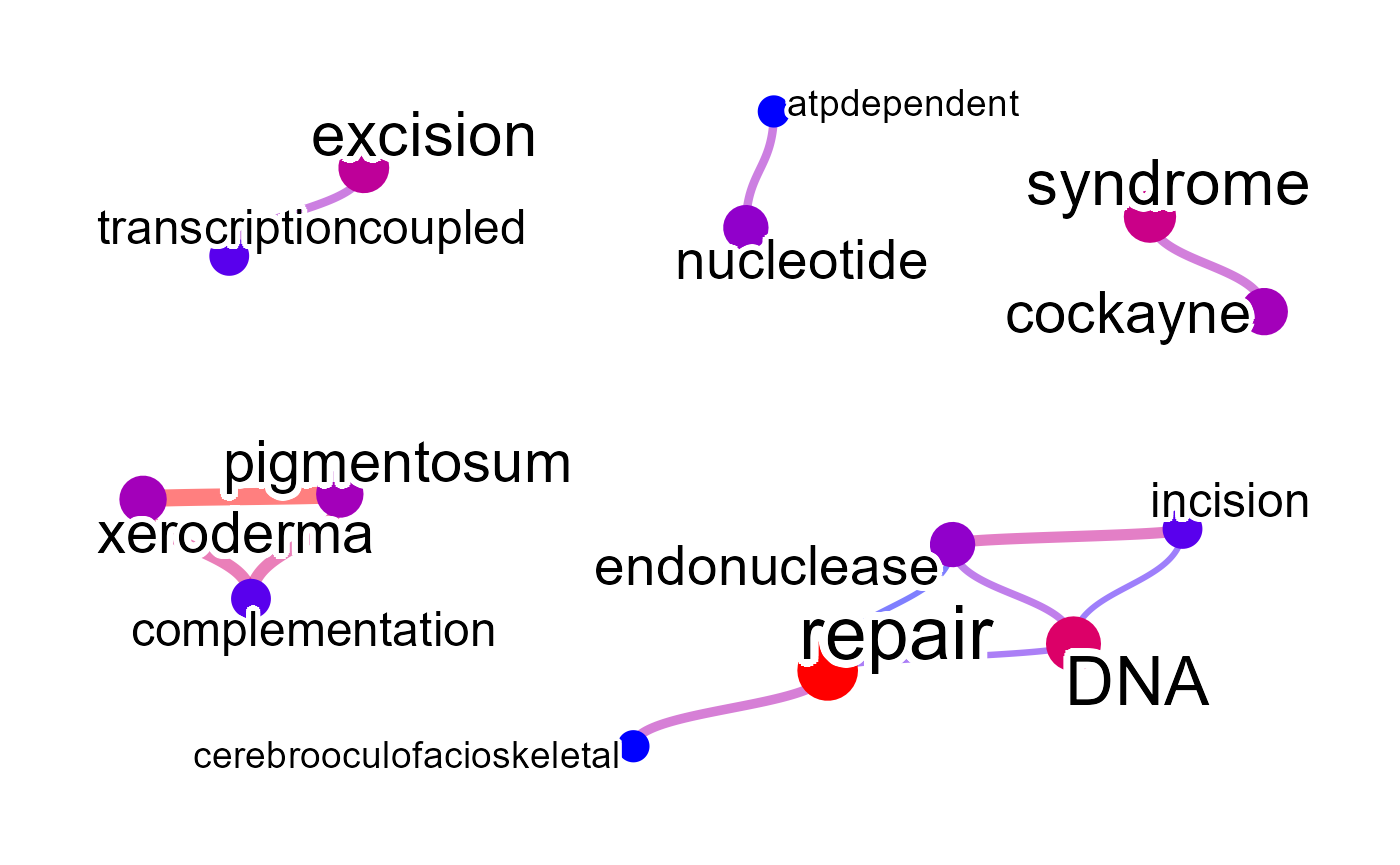 atpdependent
excision
syndrome
transcriptioncoupled
nucleotide
cockayne
pigmentosum
incision
xeroderma
endonuclease
complementation
repair
DNA
cerebrooculofacioskeletal